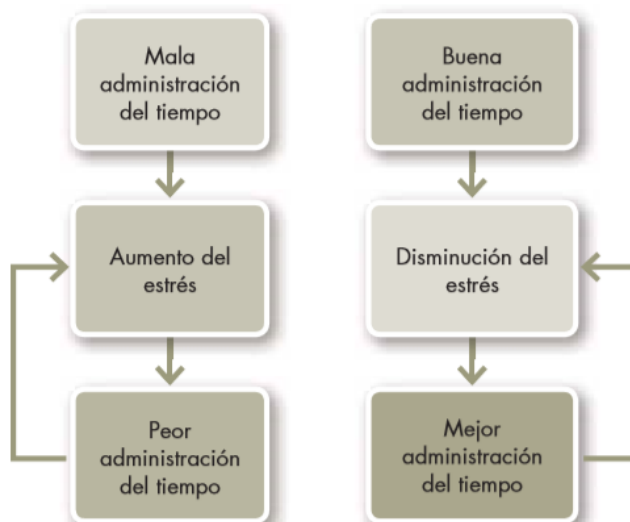 Mala
administración
del tiempo
Buena
administración
del tiempo
Aumento del
estrés
Disminución del
estrés
Peor
administración
del tiempo
Mejor
administración
del tiempo